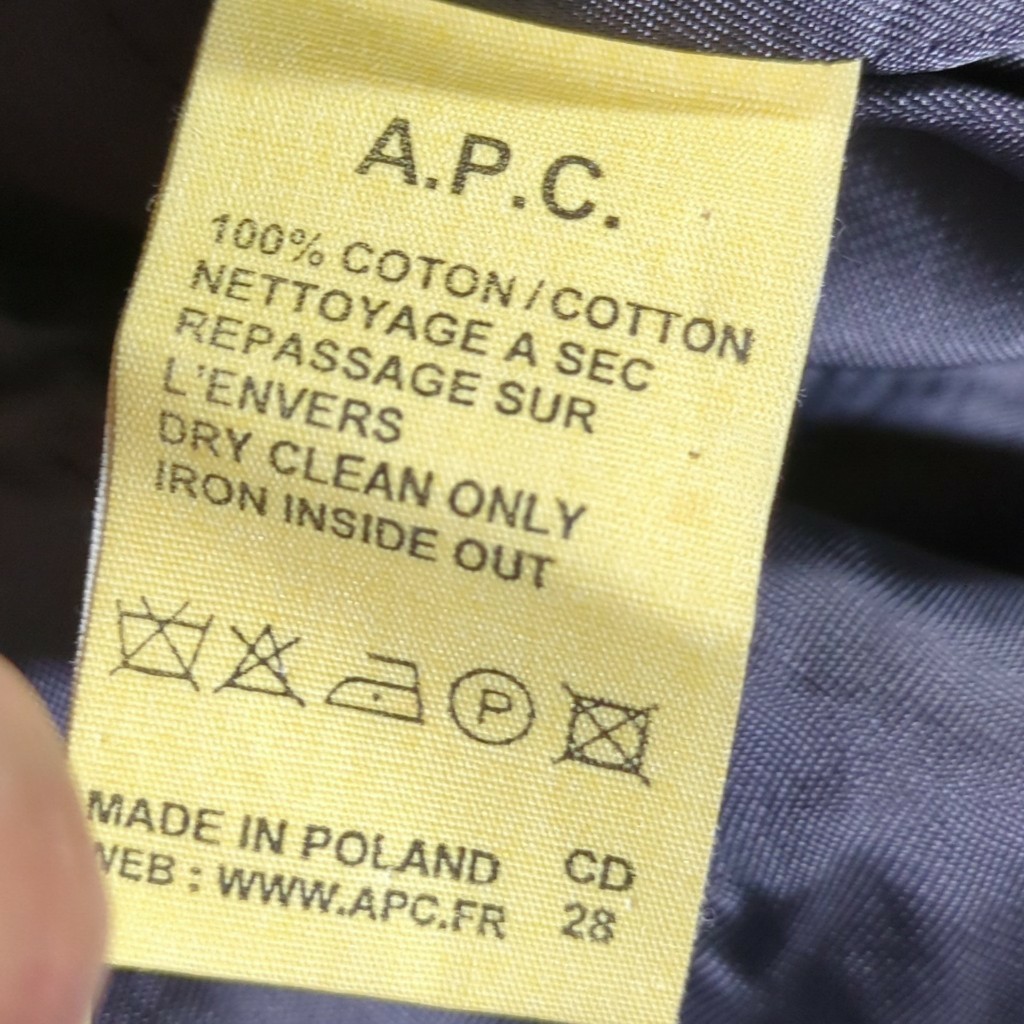 A.P.C.
100% COTON / COTTON
NETTOYAGE A SEC
REPASSAGE SUR
L'ENVERS
DRY CLEAN ONLY
IRON INSIDE OUT
P
MADE IN POLAND CD
WEB : WWW.APC.FR 28